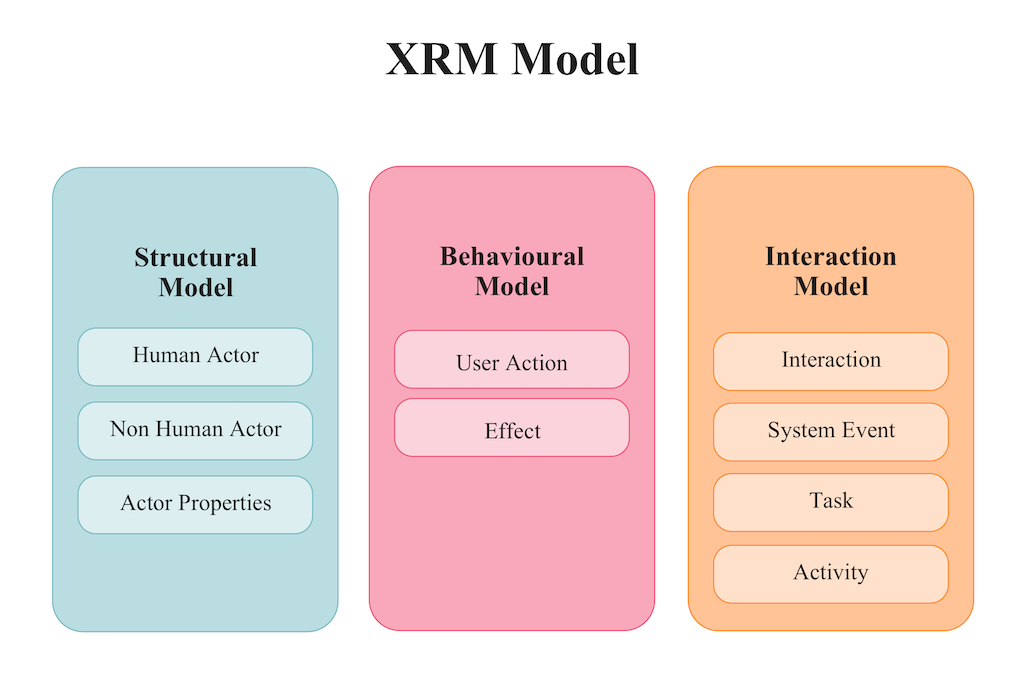 XRM Model
Structural
Model
Human Actor
Non Human Actor
Actor Properties
Behavioural
Model
User Action
Effect
Interaction
Model
Interaction
System Event
Task
Activity